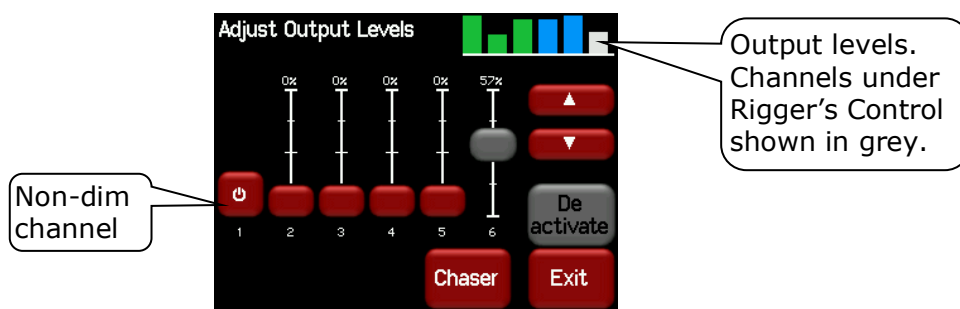 Adjust Output Levels
0% 0% 0% 0% 57%
1 2 3 4 5 6
De
activate
Chaser Exit
Non-dim
channel
Output levels.
Channels under
Rigger's Control
shown in grey.